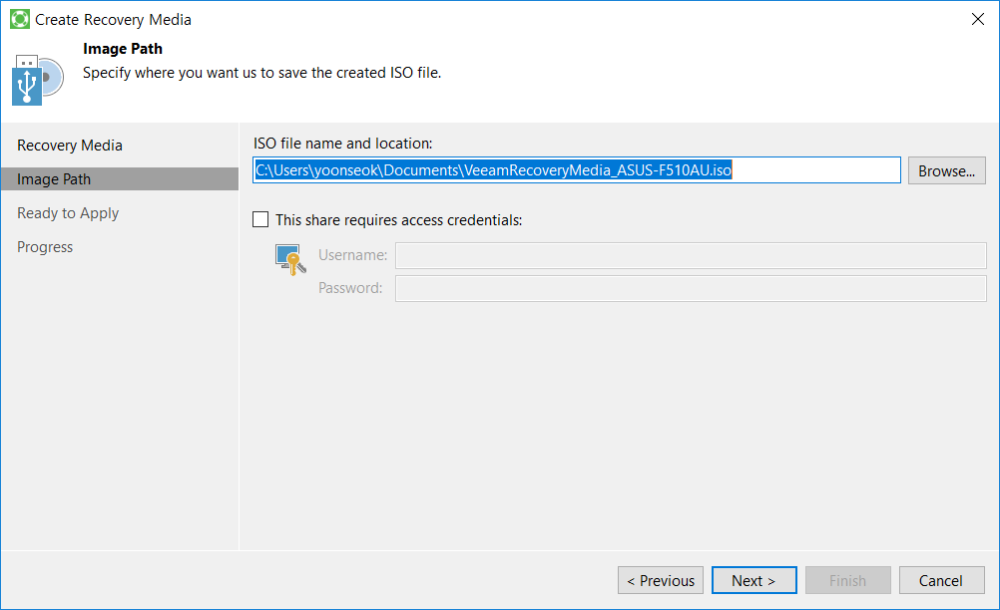 Create Recovery Media
Image Path
Specify where you want us to save the created ISO file.
Recovery Media
Image Path
Ready to Apply
Progress
ISO file name and location:
C:\Users\yoonseok\Documents\VeeamRecoveryMedia_ASUS-F510AU.iso
Browse...
This share requires access credentials:
Username:
Password:
< Previous
Next >
Finish
Cancel